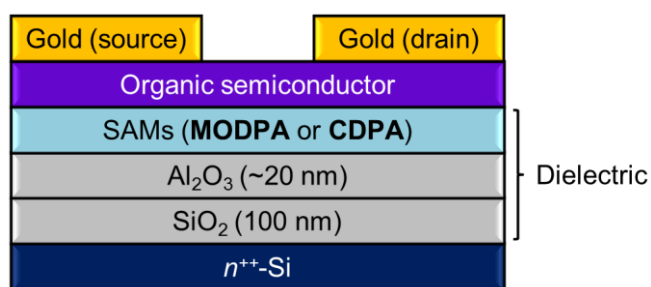 Gold (source)
Gold (drain)
Organic semiconductor
SAMs (MODPA or CDPA)
Al₂O₃ (~20 nm)
Dielectric
SiO₂ (100 nm)
n⁺⁺-Si